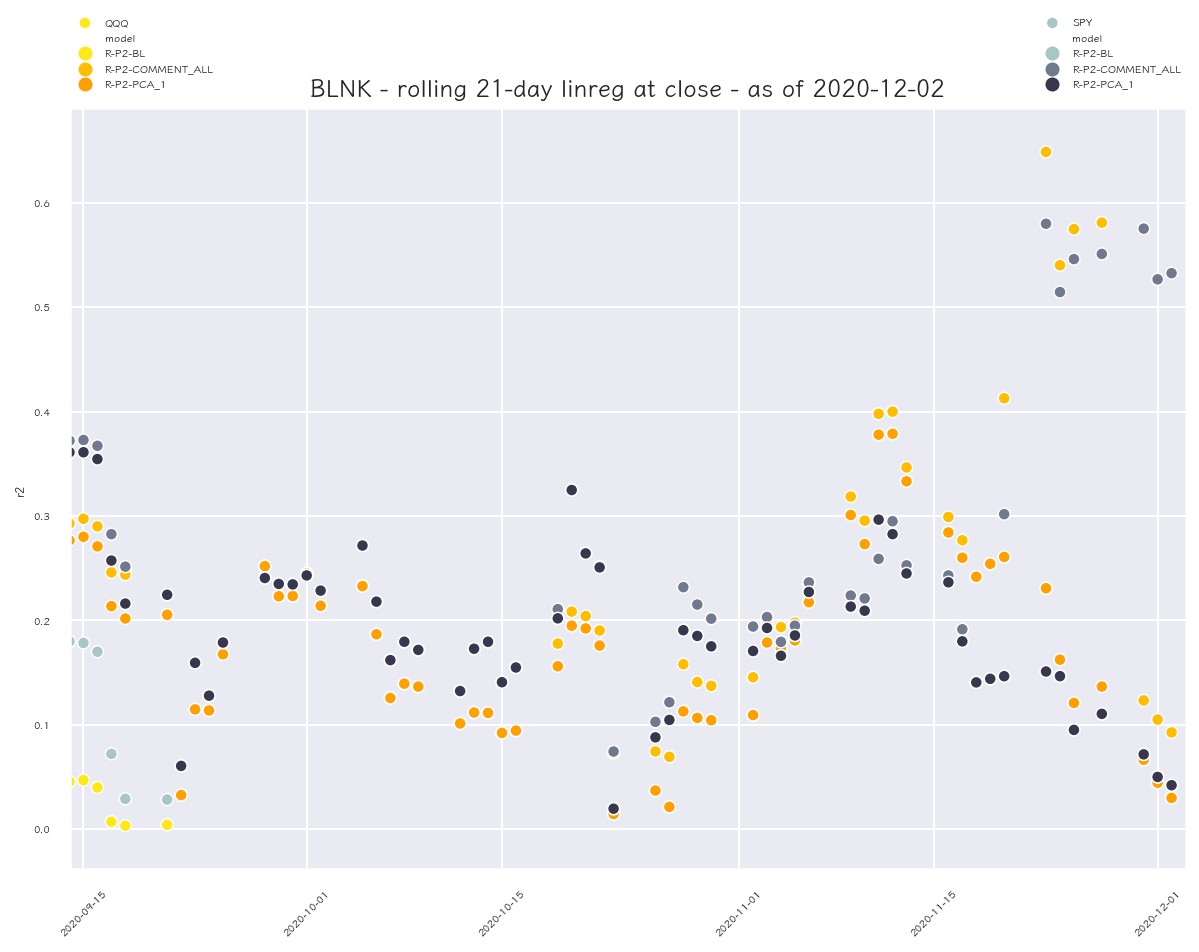 QQQ
model
R-P2-BL
R-P2-COMMENT_ALL
R-P2-PCA_1
SPY
model
R-P2-BL
R-P2-COMMENT_ALL
R-P2-PCA_1
BLNK - rolling 21-day linreg at close - as of 2020-12-02
r2
0.6
0.5
0.4
0.3
0.2
0.1
0.0
2020-09-15
2020-10-01
2020-10-15
2020-11-01
2020-11-15
2020-12-01